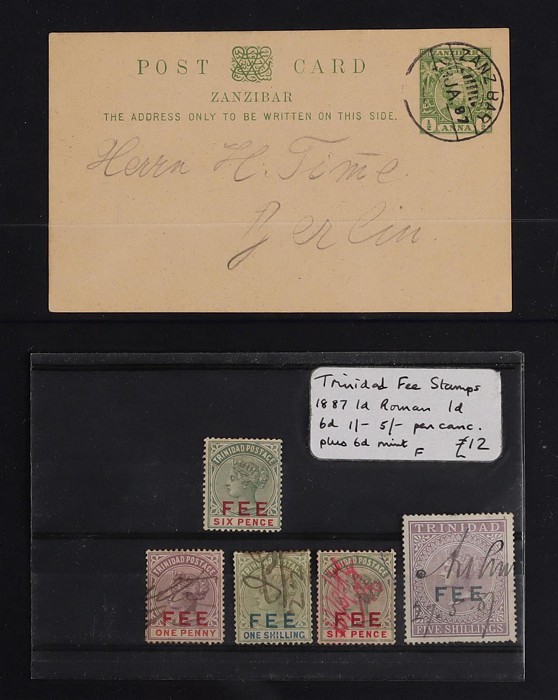 POST CARD
ZANZIBAR
THE ADDRESS ONLY TO BE WRITTEN ON THIS SIDE.
ZANZIBAR
½ ANNA
ZANZIBAR
JA 87
Herrn H. Time.
Berlin.
Trinidad Fee Stamps
1887 1d Roman 1d
6d 1/- 5/- pen canc.
plus 6d mint F £12
TRINIDAD POSTAGE
FEE
SIX PENCE
TRINIDAD POSTAGE
FEE
ONE PENNY
TRINIDAD POSTAGE
FEE
ONE SHILLING
TRINIDAD POSTAGE
FEE
SIX PENCE
TRINIDAD
FEE
FIVE SHILLINGS